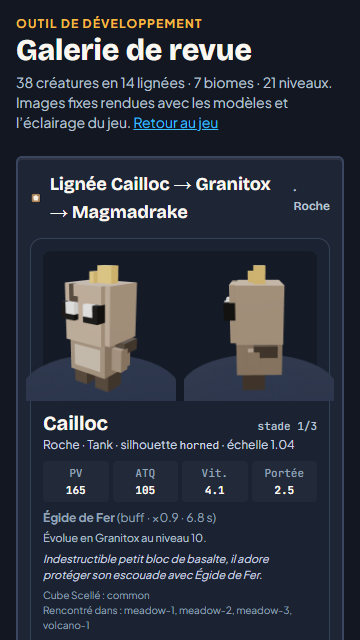 OUTIL DE DÉVELOPPEMENT
Galerie de revue
38 créatures en 14 lignées · 7 biomes · 21 niveaux.
Images fixes rendues avec les modèles et
l'éclairage du jeu. Retour au jeu
Lignée Cailloc → Granitox
→ Magmadrake
·
Roche
Cailloc
stade 1/3
Roche · Tank · silhouette horned · échelle 1.04
PV ATQ Vit. Portée
165 105 4.1 2.5
Égide de Fer (buff · ×0.9 · 6.8 s)
Évolue en Granitox au niveau 10.
Indestructible petit bloc de basalte, il adore
protéger son escouade avec Égide de Fer.
Cube Scellé : common
Rencontré dans : meadow-1, meadow-2, meadow-3,
volcano-1